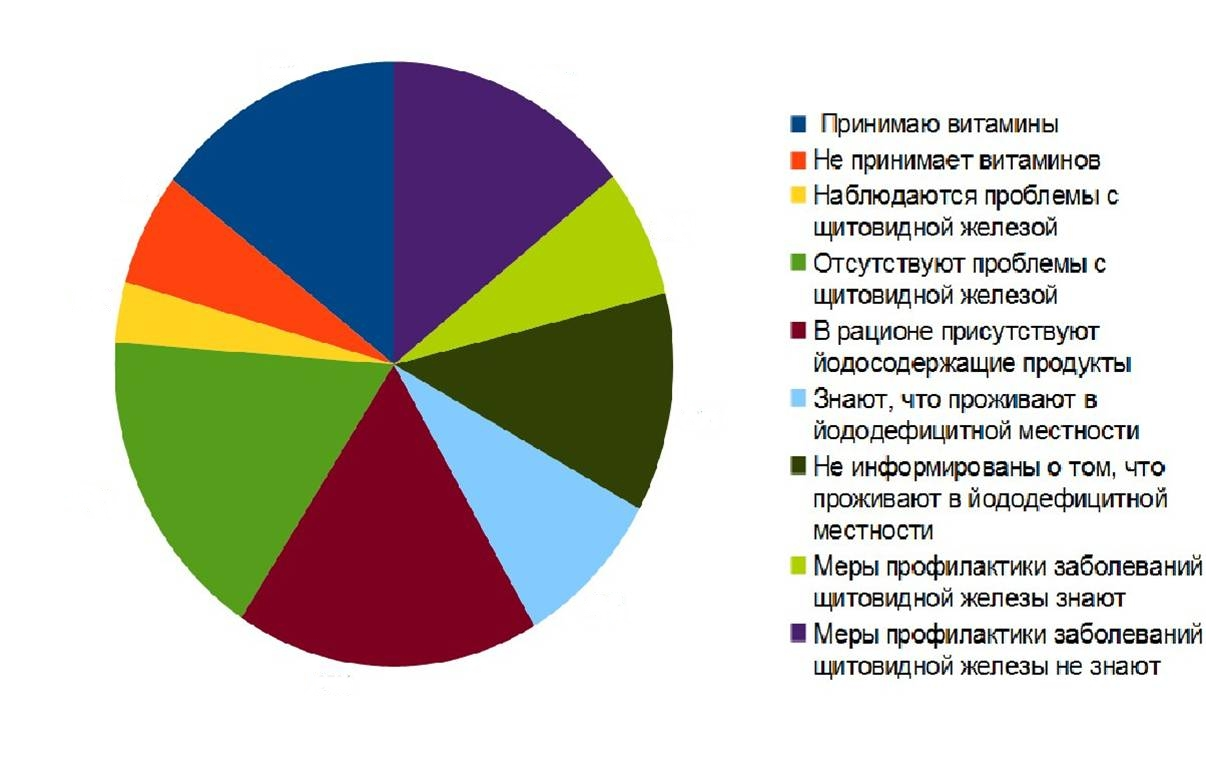 Принимаю витамины
Не принимает витаминов
Наблюдаются проблемы с
щитовидной железой
Отсутствуют проблемы с
щитовидной железой
В рационе присутствуют
йодосодержащие продукты
Знают, что проживают в
йододефицитной местности
Не информированы о том, что
проживают в йододефицитной
местности
Меры профилактики заболеваний
щитовидной железы знают
Меры профилактики заболеваний
щитовидной железы не знают